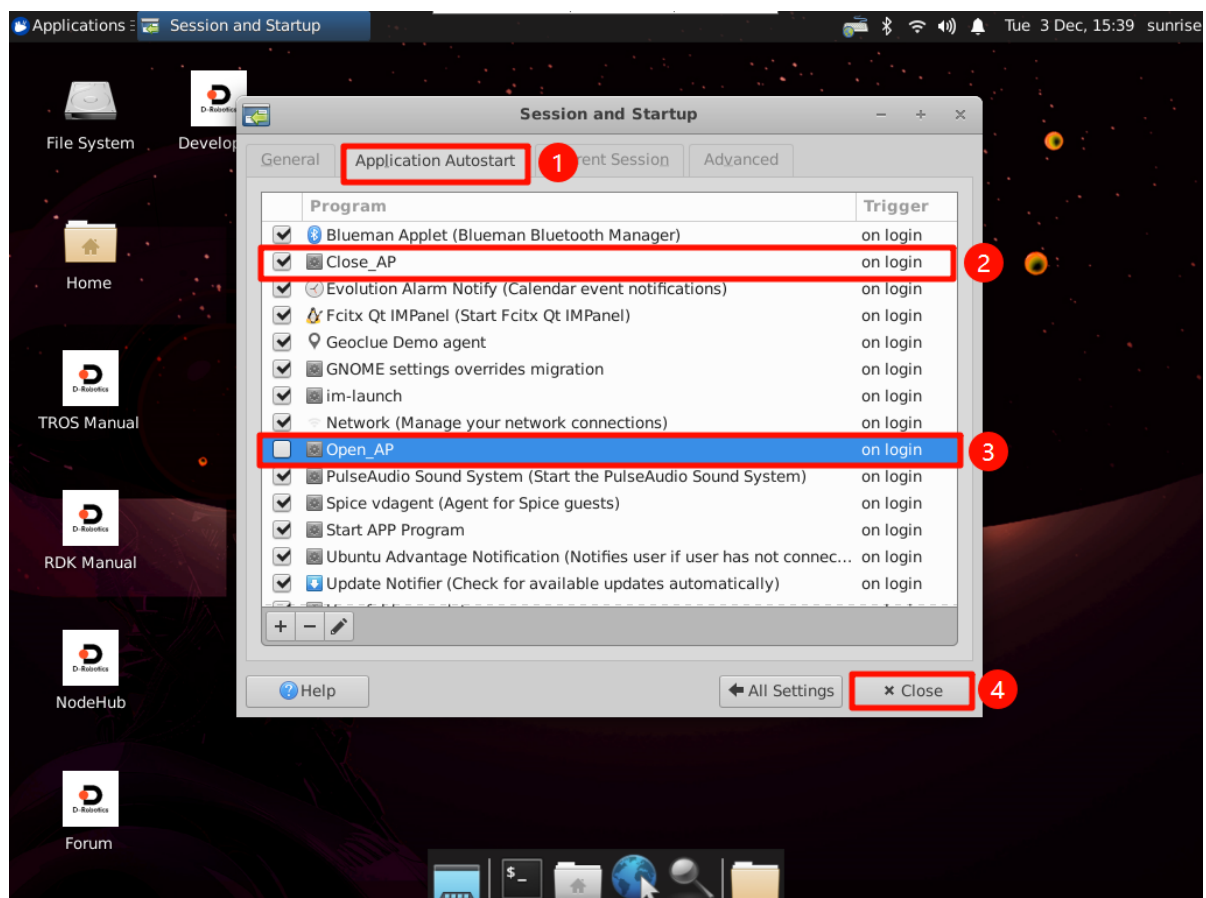 Applications
Session and Startup
Tue 3 Dec, 15:39 sunrise
File System
D-Robotics
Develop
Home
D-Robotics
TROS Manual
D-Robotics
RDK Manual
D-Robotics
NodeHub
D-Robotics
Forum
Session and Startup
General
Application Autostart
1
rent Session
Advanced
Program Trigger
Blueman Applet (Blueman Bluetooth Manager) on login
Close_AP on login
2
Evolution Alarm Notify (Calendar event notifications) on login
Fcitx Qt IMPanel (Start Fcitx Qt IMPanel) on login
Geoclue Demo agent on login
GNOME settings overrides migration on login
im-launch on login
Network (Manage your network connections) on login
Open_AP on login
3
PulseAudio Sound System (Start the PulseAudio Sound System) on login
Spice vdagent (Agent for Spice guests) on login
Start APP Program on login
Ubuntu Advantage Notification (Notifies user if user has not connec... on login
Update Notifier (Check for available updates automatically) on login
Help
All Settings
Close
4
$_